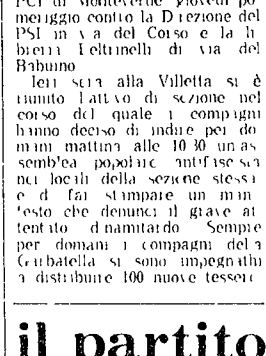 PCI di Monteverde giovedì po
meriggio contro la Direzione del
PSI in via del Corso e la li
breria Feltrinelli di via del
Babuino
Ieri sera alla Villetta si è
riunito l attivo di sezione nel
corso del quale i compagni
hanno deciso di indire per do
mani mattina alle 10 30 un as
semblea popolare antifascista
nei locali della sezione stessa
e di far stampare un mani
festo che denunci il grave at
tentato dinamitardo Sempre
per domani i compagni della
Garbatella si sono impegnati
a distribuire 100 nuove tessere
il partito